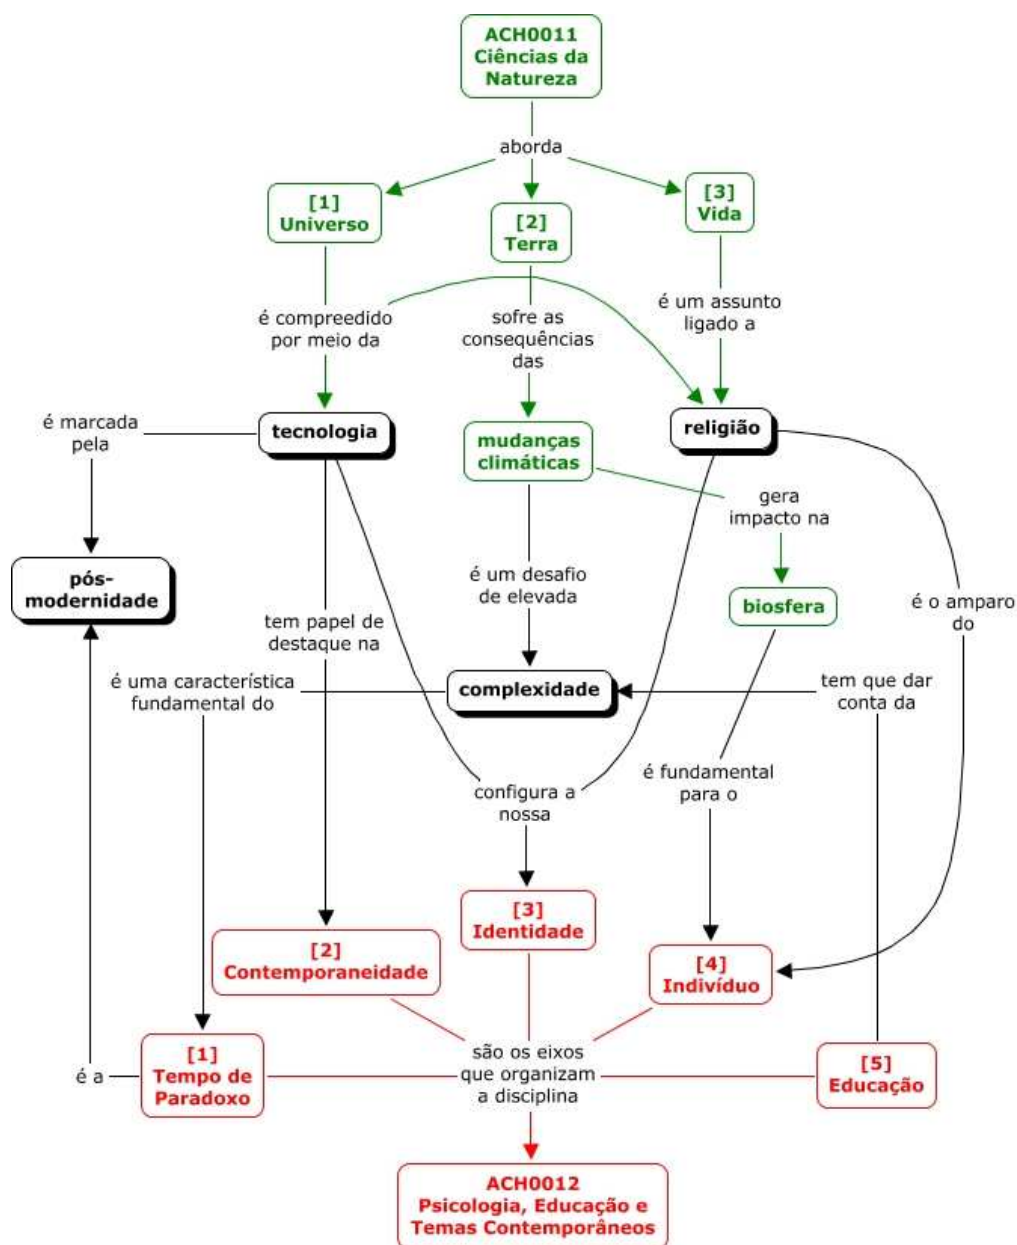 ACH0011
Ciências da
Natureza
aborda
[1]
Universo
[2]
Terra
[3]
Vida
é compreedido
por meio da
sofre as
consequências
das
é um assunto
ligado a
é marcada
pela
tecnologia
mudanças
climáticas
religião
gera
impacto na
pós-
modernidade
é um desafio
de elevada
biosfera
é o amparo
do
tem papel de
destaque na
é uma característica
fundamental do
complexidade
tem que dar
conta da
configura a
nossa
é fundamental
para o
[3]
Identidade
[2]
Contemporaneidade
[4]
Indivíduo
é a
[1]
Tempo de
Paradoxo
são os eixos
que organizam
a disciplina
[5]
Educação
ACH0012
Psicologia, Educação e
Temas Contemporâneos